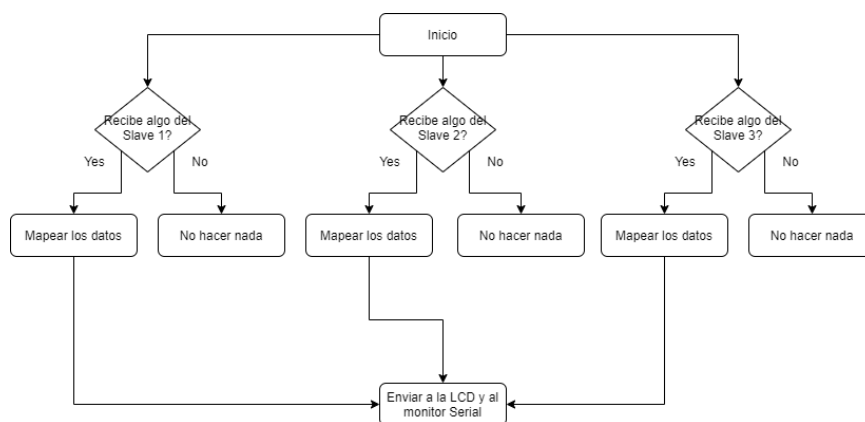 Inicio
Recibe algo del
Slave 1?
Recibe algo del
Slave 2?
Recibe algo del
Slave 3?
Yes
No
Yes
No
Yes
No
Mapear los datos
No hacer nada
Mapear los datos
No hacer nada
Mapear los datos
No hacer nada
Enviar a la LCD y al
monitor Serial